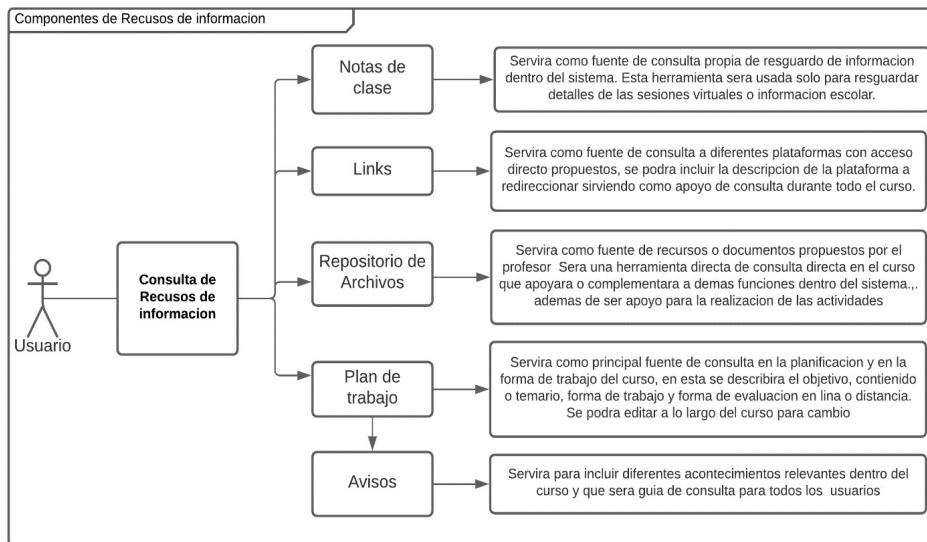 Componentes de Recusos de informacion
Notas de
clase
Servira como fuente de consulta propia de resguardo de informacion
dentro del sistema. Esta herramienta sera usada solo para resguardar
detalles de las sesiones virtuales o informacion escolar.
Links
Servira como fuente de consulta a diferentes plataformas con acceso
directo propuestos, se podra incluir la descripcion de la plataforma a
redireccionar sirviendo como apoyo de consulta durante todo el curso.
Usuario
Consulta de
Recusos de
informacion
Repositorio de
Archivos
Servira como fuente de recursos o documentos propuestos por el
profesor Sera una herramienta directa de consulta directa en el curso
que apoyara o complementara a demas funciones dentro del sistema.,.
ademas de ser apoyo para la realizacion de las actividades
Plan de
trabajo
Servira como principal fuente de consulta en la planificacion y en la
forma de trabajo del curso, en esta se describira el objetivo, contienido
o temario, forma de trabajo y forma de evaluacion en lina o distancia.
Se podra editar a lo largo del curso para cambio
Avisos
Servira para incluir diferentes acontecimientos relevantes dentro del
curso y que sera guia de consulta para todos los usuarios